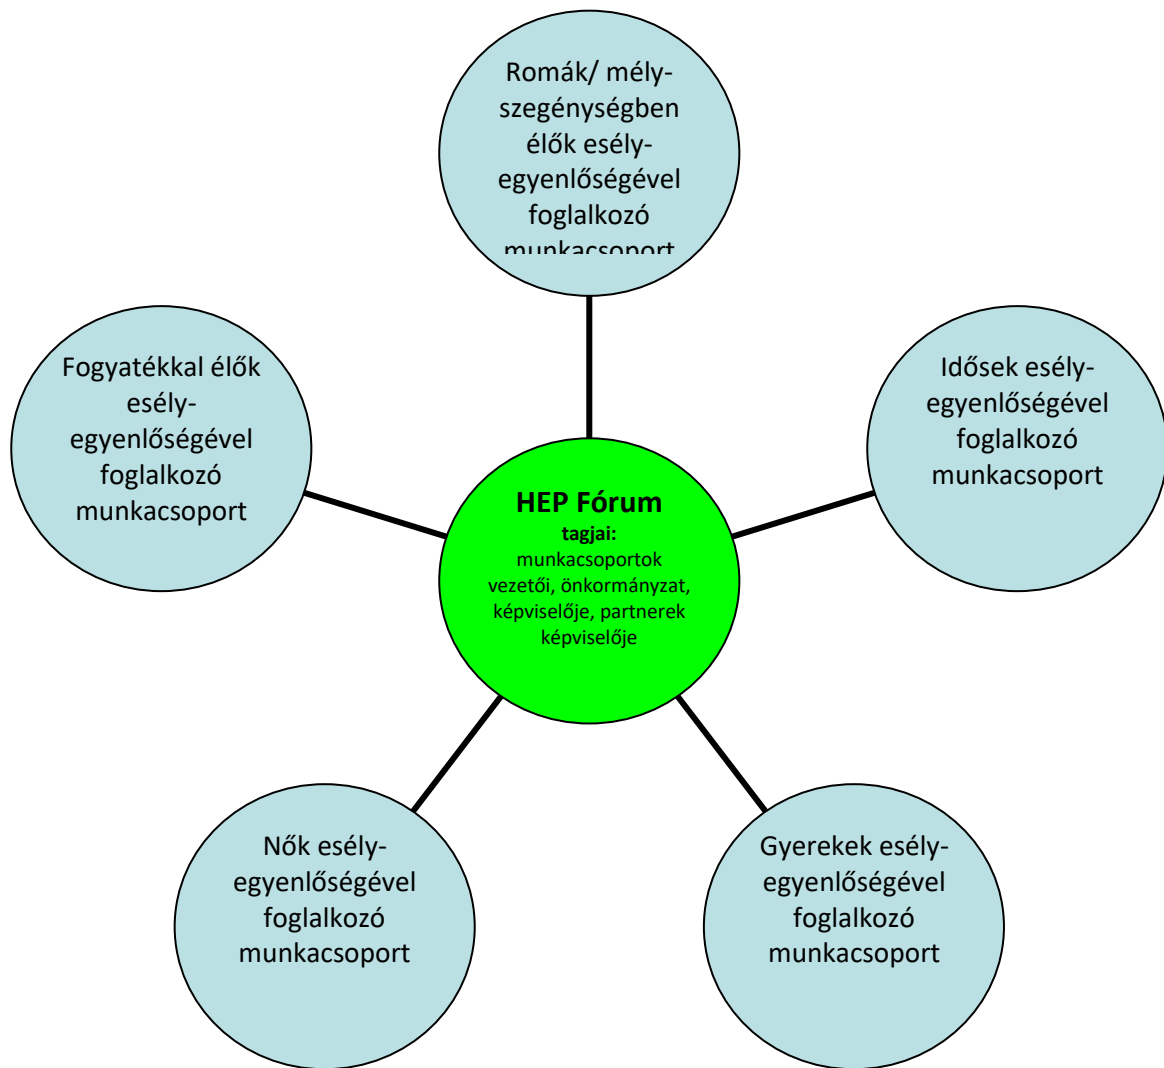 Romák/ mély-
szegénységben
élők esély-
egyenlőségével
foglalkozó
munkacsoport
Fogyatékkal élők
esély-
egyenlőségével
foglalkozó
munkacsoport
Idősek esély-
egyenlőségével
foglalkozó
munkacsoport
HEP Fórum
tagjai:
munkacsoportok
vezetői, önkormányzat,
képviselője, partnerek
képviselője
Nők esély-
egyenlőségével
foglalkozó
munkacsoport
Gyerekek esély-
egyenlőségével
foglalkozó
munkacsoport